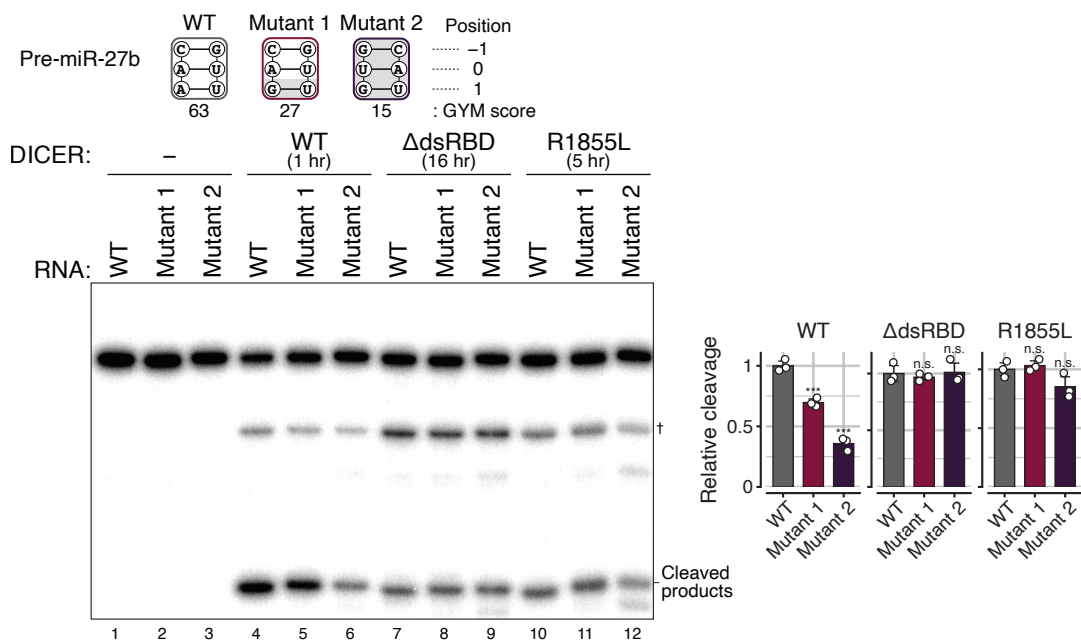 WT Mutant 1 Mutant 2 Position
Pre-miR-27b
C G C G G C −1
A U A U U A 0
A U G U G U 1
63 27 15 : GYM score
DICER: – WT ΔdsRBD R1855L
(1 hr) (16 hr) (5 hr)
RNA: WT Mutant 1 Mutant 2 WT Mutant 1 Mutant 2 WT Mutant 1 Mutant 2 WT Mutant 1 Mutant 2
†
Cleaved
products
1 2 3 4 5 6 7 8 9 10 11 12
WT ΔdsRBD R1855L
Relative cleavage
1
0.5
0
*** *** n.s. n.s. n.s. n.s.
WT Mutant 1 Mutant 2 WT Mutant 1 Mutant 2 WT Mutant 1 Mutant 2